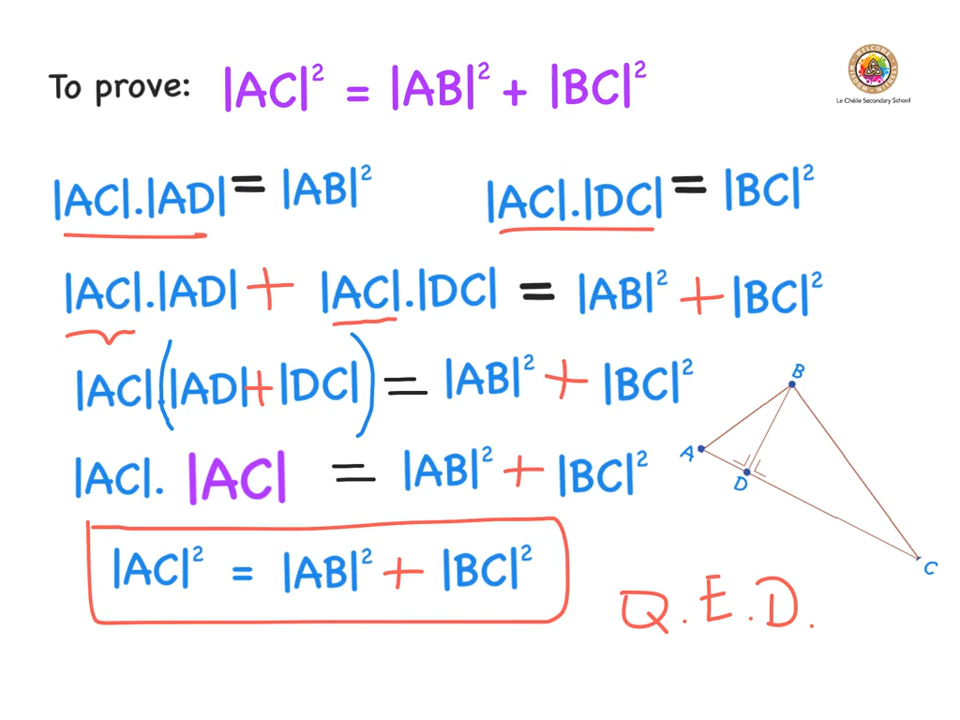 To prove: |AC|² = |AB|² + |BC|²
Le Chéile Secondary School
|AC|.|AD| = |AB|² |AC|.|DC| = |BC|²
|AC|.|AD| + |AC|.|DC| = |AB|² + |BC|²
|AC|.(|AD|+|DC|) = |AB|² + |BC|²
|AC|. |AC| = |AB|² + |BC|²
|AC|² = |AB|² + |BC|²
B
A
D
C
Q.E.D.